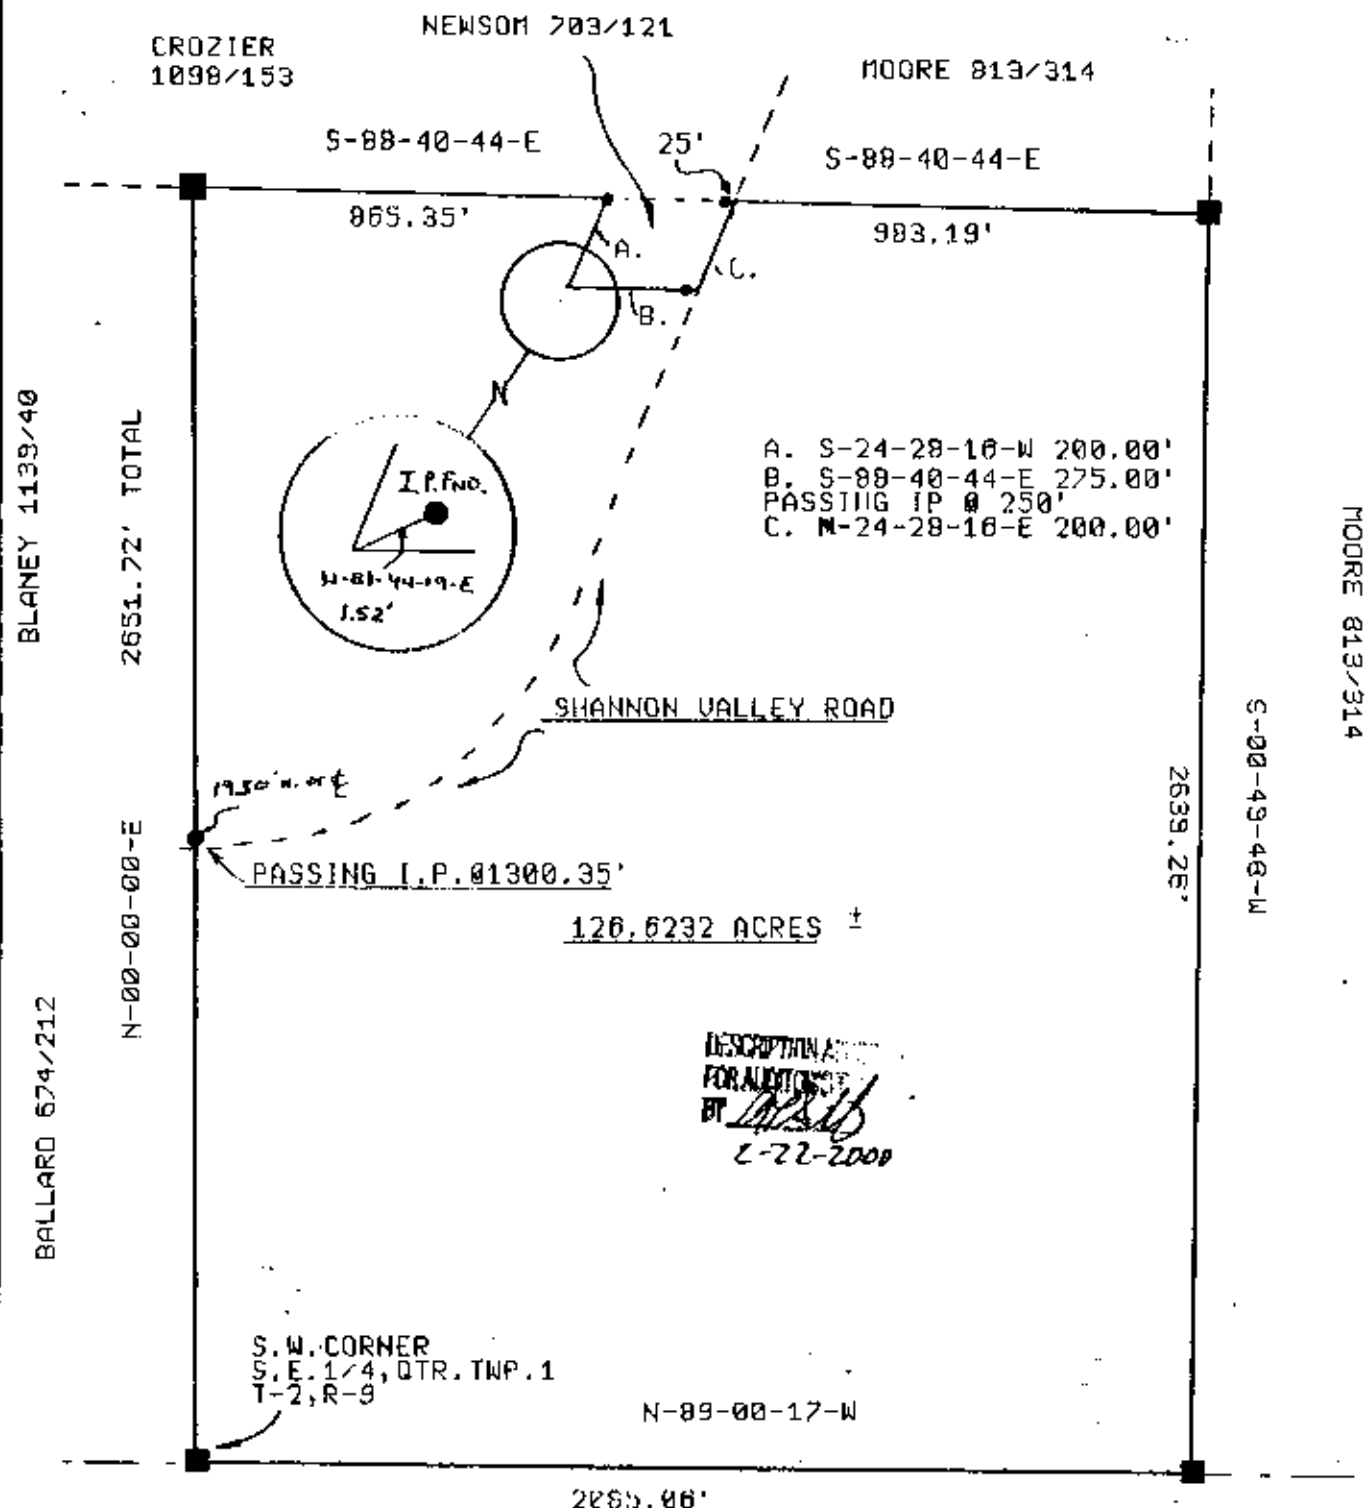 NEWSOM 703/121
CROZIER
1098/153
MOORE 813/314
S-88-40-44-E
25'
S-88-40-44-E
865.35'
983.19'
A.
C.
B.
N
BLANEY 1139/40
2651.72' TOTAL
A. S-24-28-16-W 200.00'
B. S-88-40-44-E 275.00'
PASSING IP @ 250'
C. N-24-28-16-E 200.00'
I.P. FND.
1.52'
MOORE 813/314
SHANNON VALLEY ROAD
S-00-49-48-W
2639.26'
19.50' N. OF ℄
N-00-00-00-E
PASSING I.P. @1300.35'
126.6232 ACRES ±
BALLARD 674/212
DESCRIPTION
FOR AUDITOR'S
BY
2-22-2000
S.W. CORNER
S.E. 1/4, QTR. TWP. 1
T-2, R-9
N-89-00-17-W